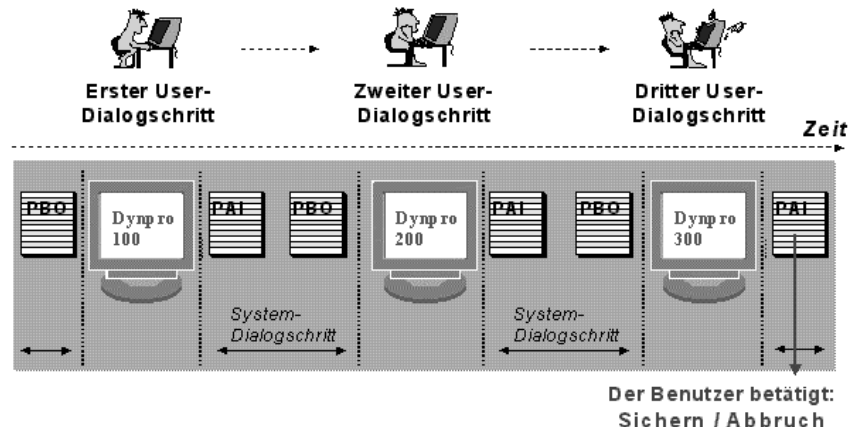 Erster User-
Dialogschritt
Zweiter User-
Dialogschritt
Dritter User-
Dialogschritt
Zeit
PBO
Dynpro
100
PAI
PBO
Dynpro
200
PAI
PBO
Dynpro
300
PAI
System-
Dialogschritt
System-
Dialogschritt
Der Benutzer betätigt:
Sichern / Abbruch